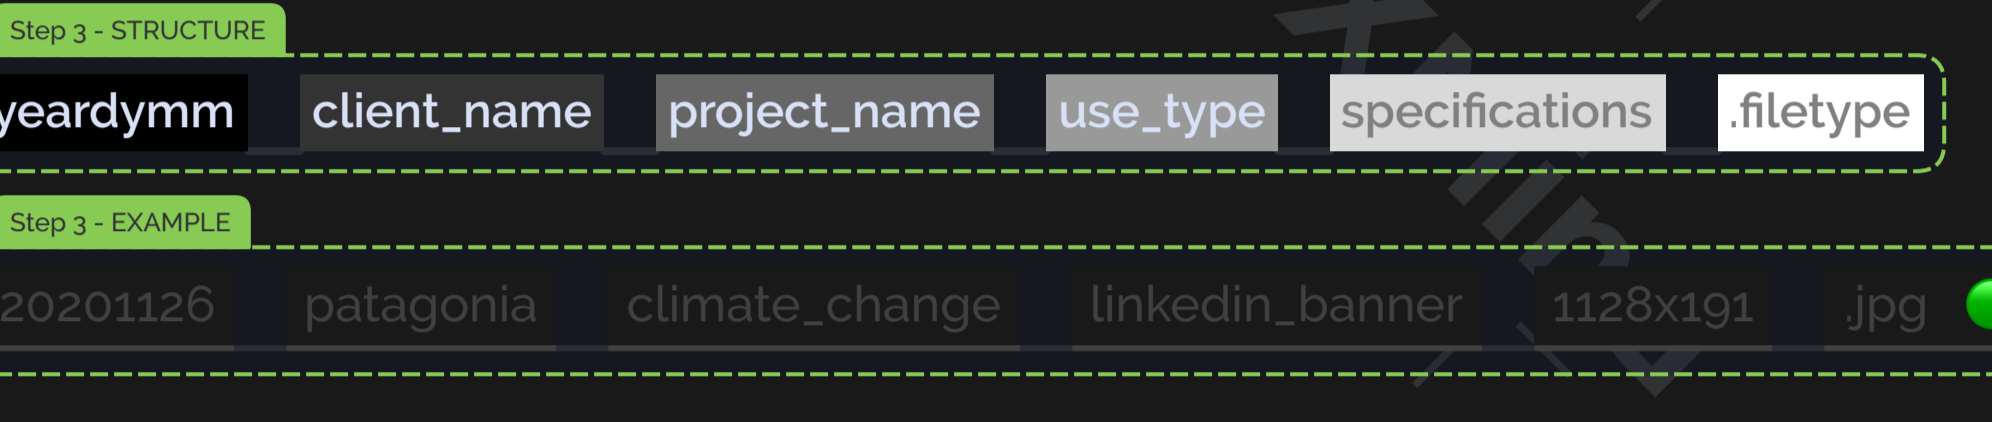 Step 3 - STRUCTURE
yeardymm client_name project_name use_type specifications .filetype
Step 3 - EXAMPLE
20201126 patagonia climate_change linkedin_banner 1128x191 .jpg